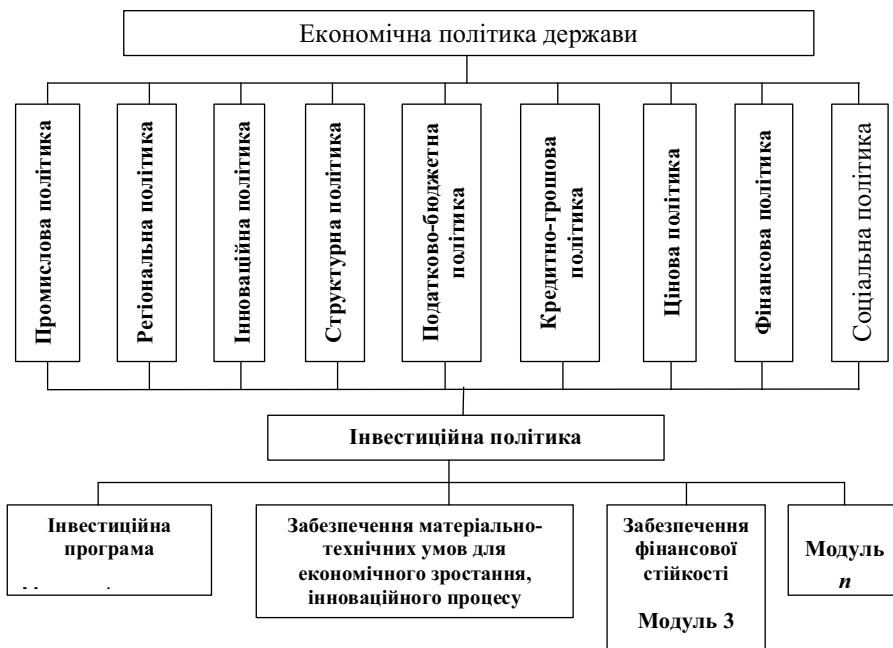 Економічна політика держави
Промислова політика
Регіональна політика
Інноваційна політика
Структурна політика
Податково-бюджетна
політика
Кредитно-грошова
політика
Цінова політика
Фінансова політика
Соціальна політика
Інвестиційна політика
Інвестиційна
програма
Забезпечення матеріально-
технічних умов для
економічного зростання,
інноваційного процесу
Забезпечення
фінансової
стійкості
Модуль 3
Модуль
n